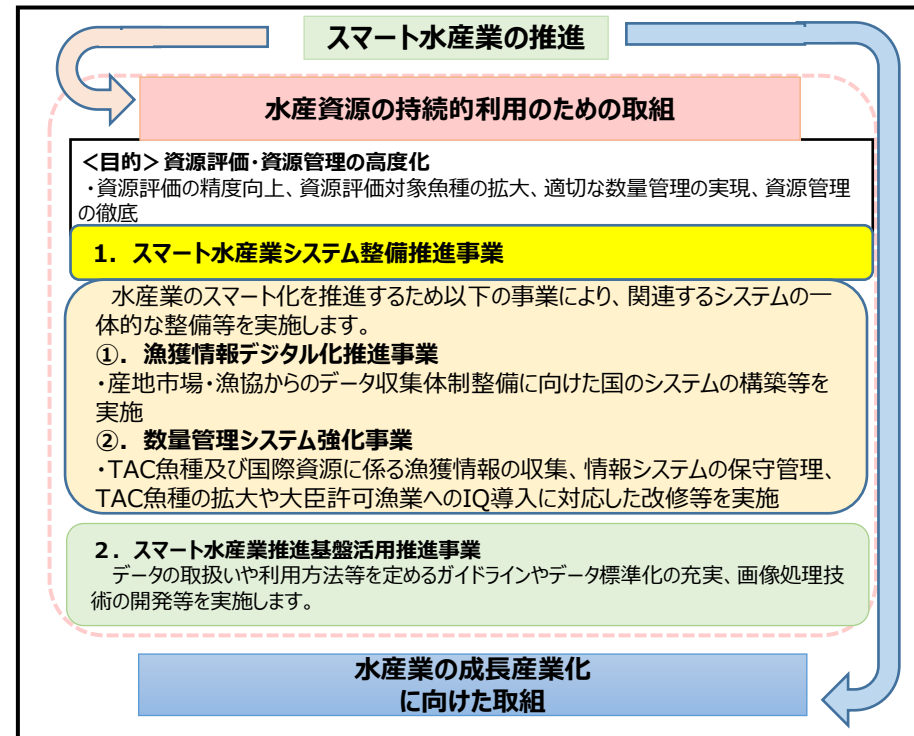 スマート水産業の推進
水産資源の持続的利用のための取組
＜目的＞資源評価・資源管理の高度化
・資源評価の精度向上、資源評価対象魚種の拡大、適切な数量管理の実現、資源管理
の徹底
1．スマート水産業システム整備推進事業
水産業のスマート化を推進するため以下の事業により、関連するシステムの一
体的な整備等を実施します。
①．漁獲情報デジタル化推進事業
・産地市場・漁協からのデータ収集体制整備に向けた国のシステムの構築等を
実施
②．数量管理システム強化事業
・TAC魚種及び国際資源に係る漁獲情報の収集、情報システムの保守管理、
TAC魚種の拡大や大臣許可漁業へのIQ導入に対応した改修等を実施
２．スマート水産業推進基盤活用推進事業
データの取扱いや利用方法等を定めるガイドラインやデータ標準化の充実、画像処理技
術の開発等を実施します。
水産業の成長産業化
に向けた取組